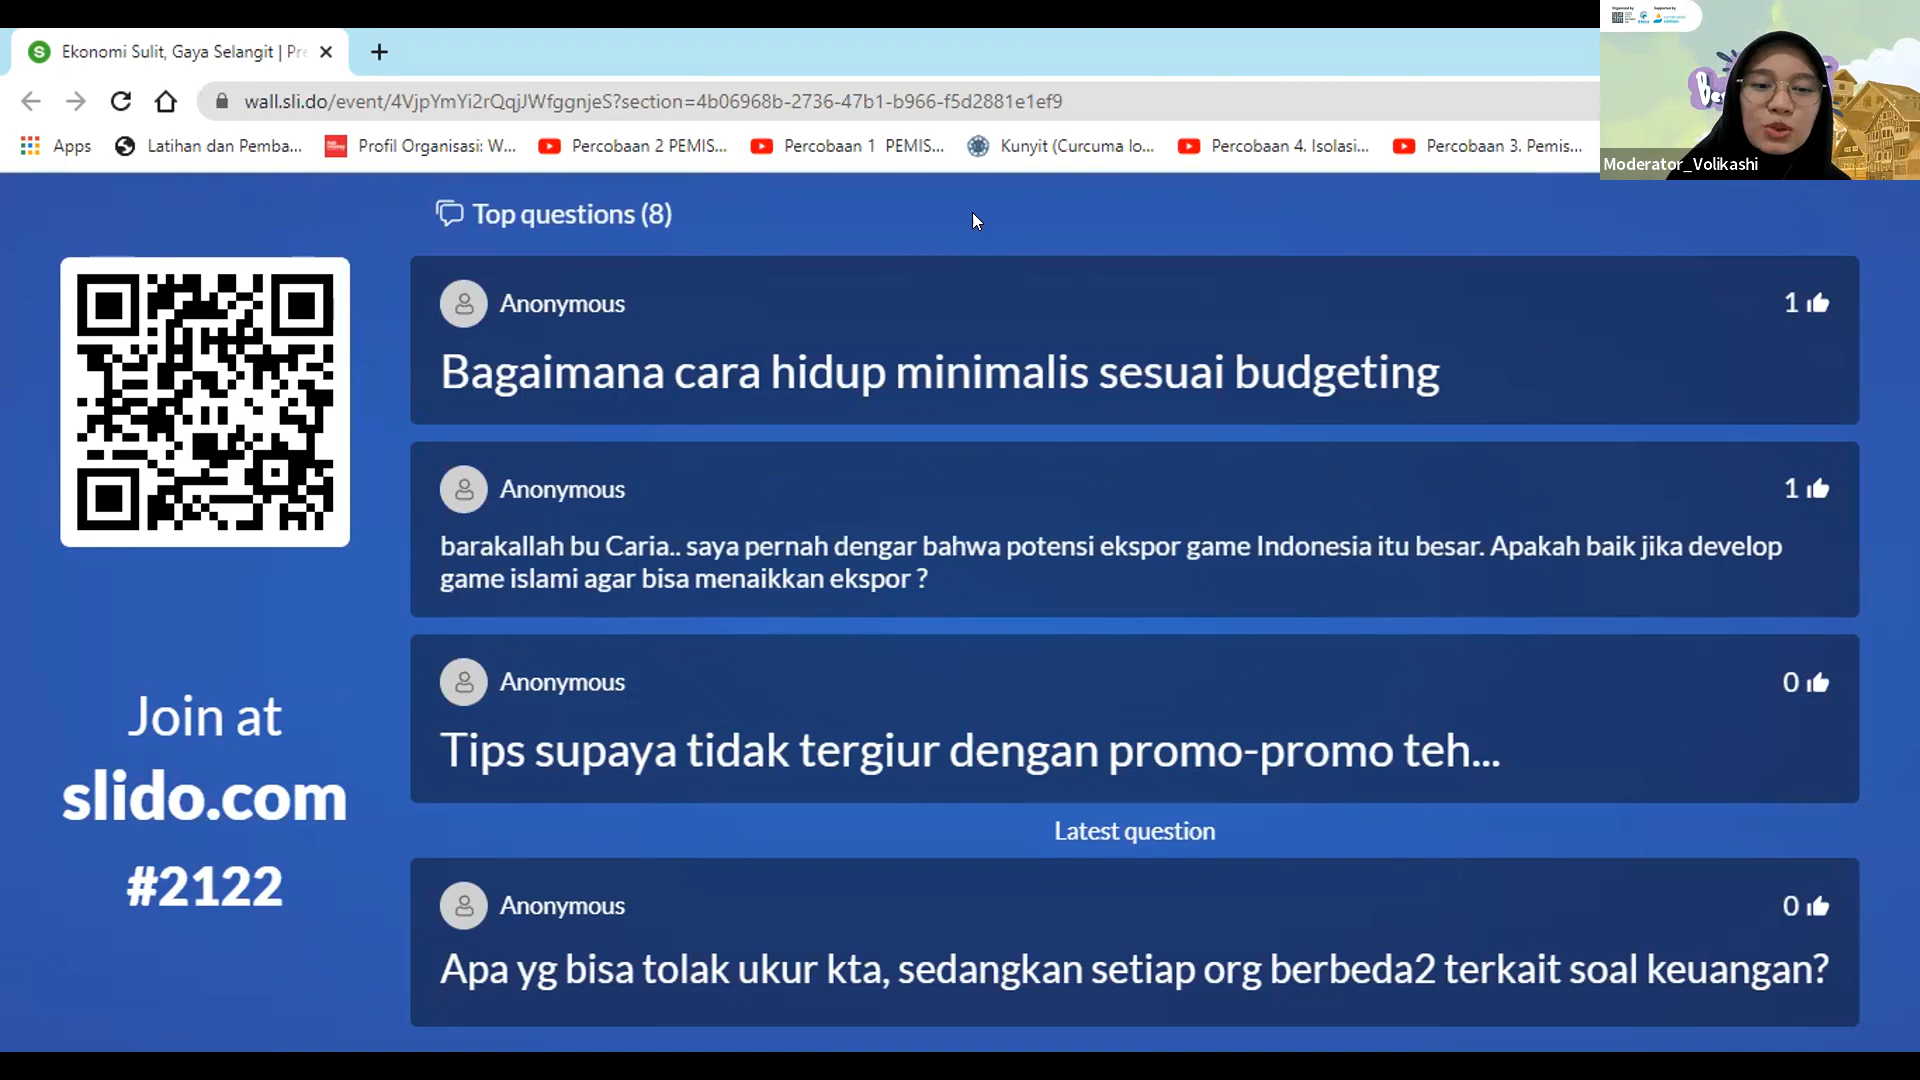 Ekonomi Sulit, Gaya Selangit | Pre
wall.sli.do/event/4VjpYmYi2rQqjJWfggnjeS?section=4b06968b-2736-47b1-b966-f5d2881e1ef9
Apps Latihan dan Pemba... Profil Organisasi: W... Percobaan 2 PEMIS... Percobaan 1 PEMIS... Kunyit (Curcuma lo... Percobaan 4. Isolasi... Percobaan 3. Pemis...
Organized by Supported by
Moderator_Volikashi
Top questions (8)
Anonymous 1
Bagaimana cara hidup minimalis sesuai budgeting
Anonymous 1
barakallah bu Caria.. saya pernah dengar bahwa potensi ekspor game Indonesia itu besar. Apakah baik jika develop
game islami agar bisa menaikkan ekspor ?
Anonymous 0
Tips supaya tidak tergiur dengan promo-promo teh...
Latest question
Anonymous 0
Apa yg bisa tolak ukur kta, sedangkan setiap org berbeda2 terkait soal keuangan?
Join at
slido.com
#2122